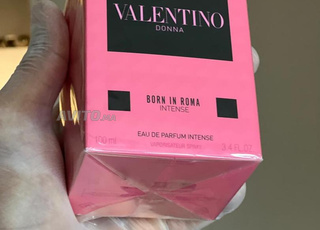 VALENTINO
DONNA
BORN IN ROMA
INTENSE
EAU DE PARFUM INTENSE
100 ml
3.4 FL. OZ